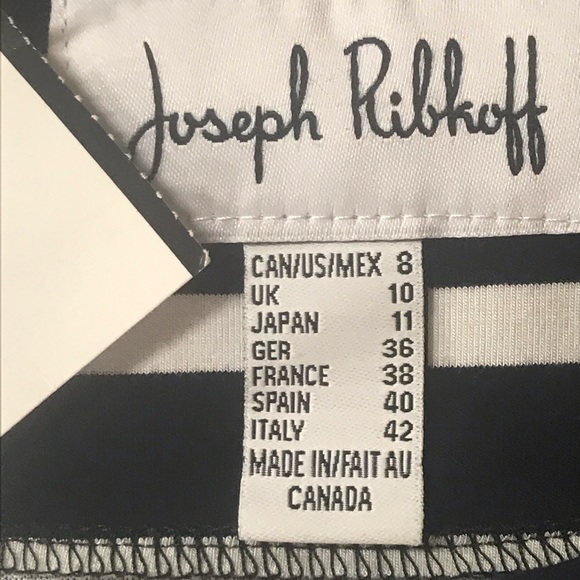 Joseph Ribkoff
CAN/US/MEX 8
UK 10
JAPAN 11
GER 36
FRANCE 38
SPAIN 40
ITALY 42
MADE IN/FAIT AU
CANADA